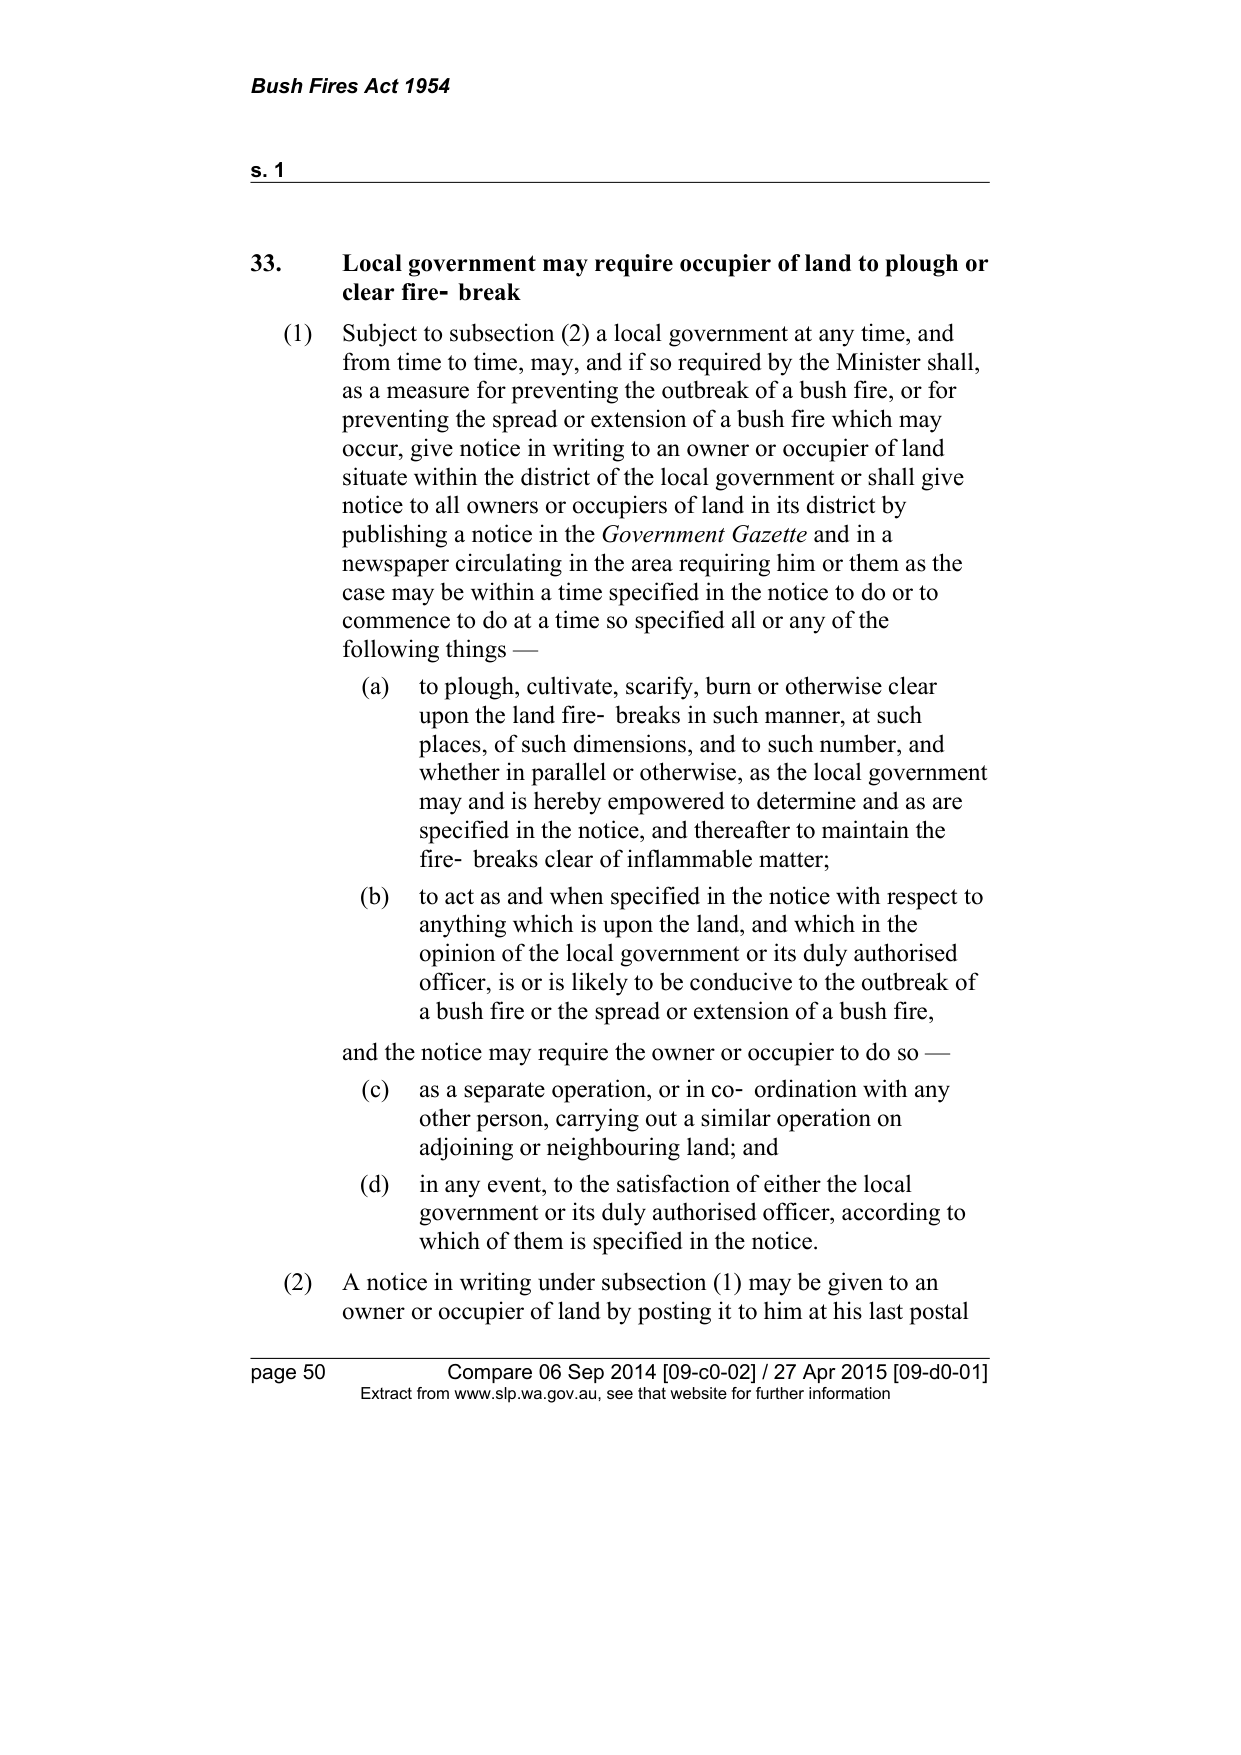 Bush Fires Act 1954
s. 1
33. Local government may require occupier of land to plough or
clear fire- break
(1) Subject to subsection (2) a local government at any time, and
from time to time, may, and if so required by the Minister shall,
as a measure for preventing the outbreak of a bush fire, or for
preventing the spread or extension of a bush fire which may
occur, give notice in writing to an owner or occupier of land
situate within the district of the local government or shall give
notice to all owners or occupiers of land in its district by
publishing a notice in the Government Gazette and in a
newspaper circulating in the area requiring him or them as the
case may be within a time specified in the notice to do or to
commence to do at a time so specified all or any of the
following things —
(a) to plough, cultivate, scarify, burn or otherwise clear
upon the land fire- breaks in such manner, at such
places, of such dimensions, and to such number, and
whether in parallel or otherwise, as the local government
may and is hereby empowered to determine and as are
specified in the notice, and thereafter to maintain the
fire- breaks clear of inflammable matter;
(b) to act as and when specified in the notice with respect to
anything which is upon the land, and which in the
opinion of the local government or its duly authorised
officer, is or is likely to be conducive to the outbreak of
a bush fire or the spread or extension of a bush fire,
and the notice may require the owner or occupier to do so —
(c) as a separate operation, or in co- ordination with any
other person, carrying out a similar operation on
adjoining or neighbouring land; and
(d) in any event, to the satisfaction of either the local
government or its duly authorised officer, according to
which of them is specified in the notice.
(2) A notice in writing under subsection (1) may be given to an
owner or occupier of land by posting it to him at his last postal
page 50 Compare 06 Sep 2014 [09-c0-02] / 27 Apr 2015 [09-d0-01]
Extract from www.slp.wa.gov.au, see that website for further information